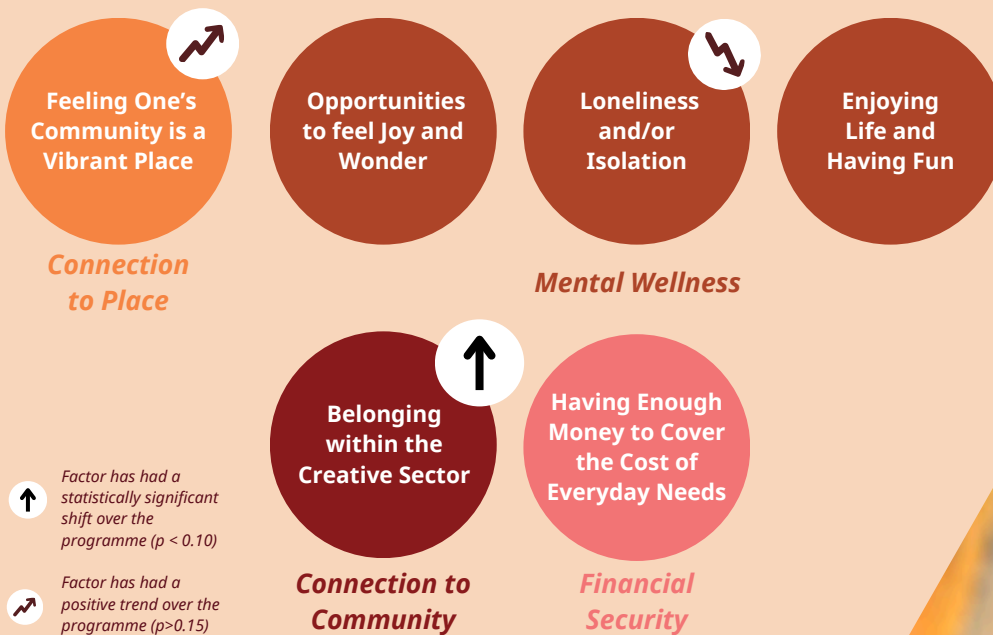 Feeling One's
Community is a
Vibrant Place
Opportunities
to feel Joy and
Wonder
Loneliness
and/or
Isolation
Enjoying
Life and
Having Fun
Connection
to Place
Mental Wellness
Belonging
within the
Creative Sector
Having Enough
Money to Cover
the Cost of
Everyday Needs
Factor has had a
statistically significant
shift over the
programme (p < 0.10)
Factor has had a
positive trend over the
programme (p>0.15)
Connection to
Community
Financial
Security